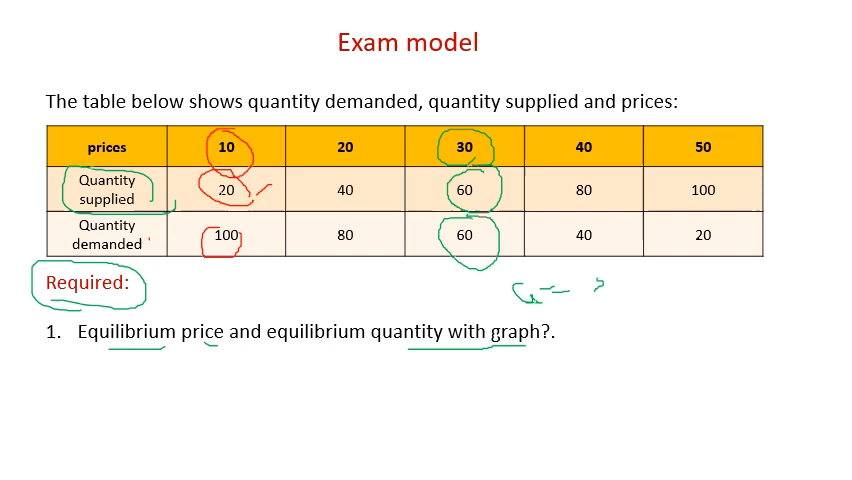 Exam model
The table below shows quantity demanded, quantity supplied and prices:
prices 10 20 30 40 50
Quantity supplied 20 40 60 80 100
Quantity demanded 100 80 60 40 20
Required:
1. Equilibrium price and equilibrium quantity with graph?.